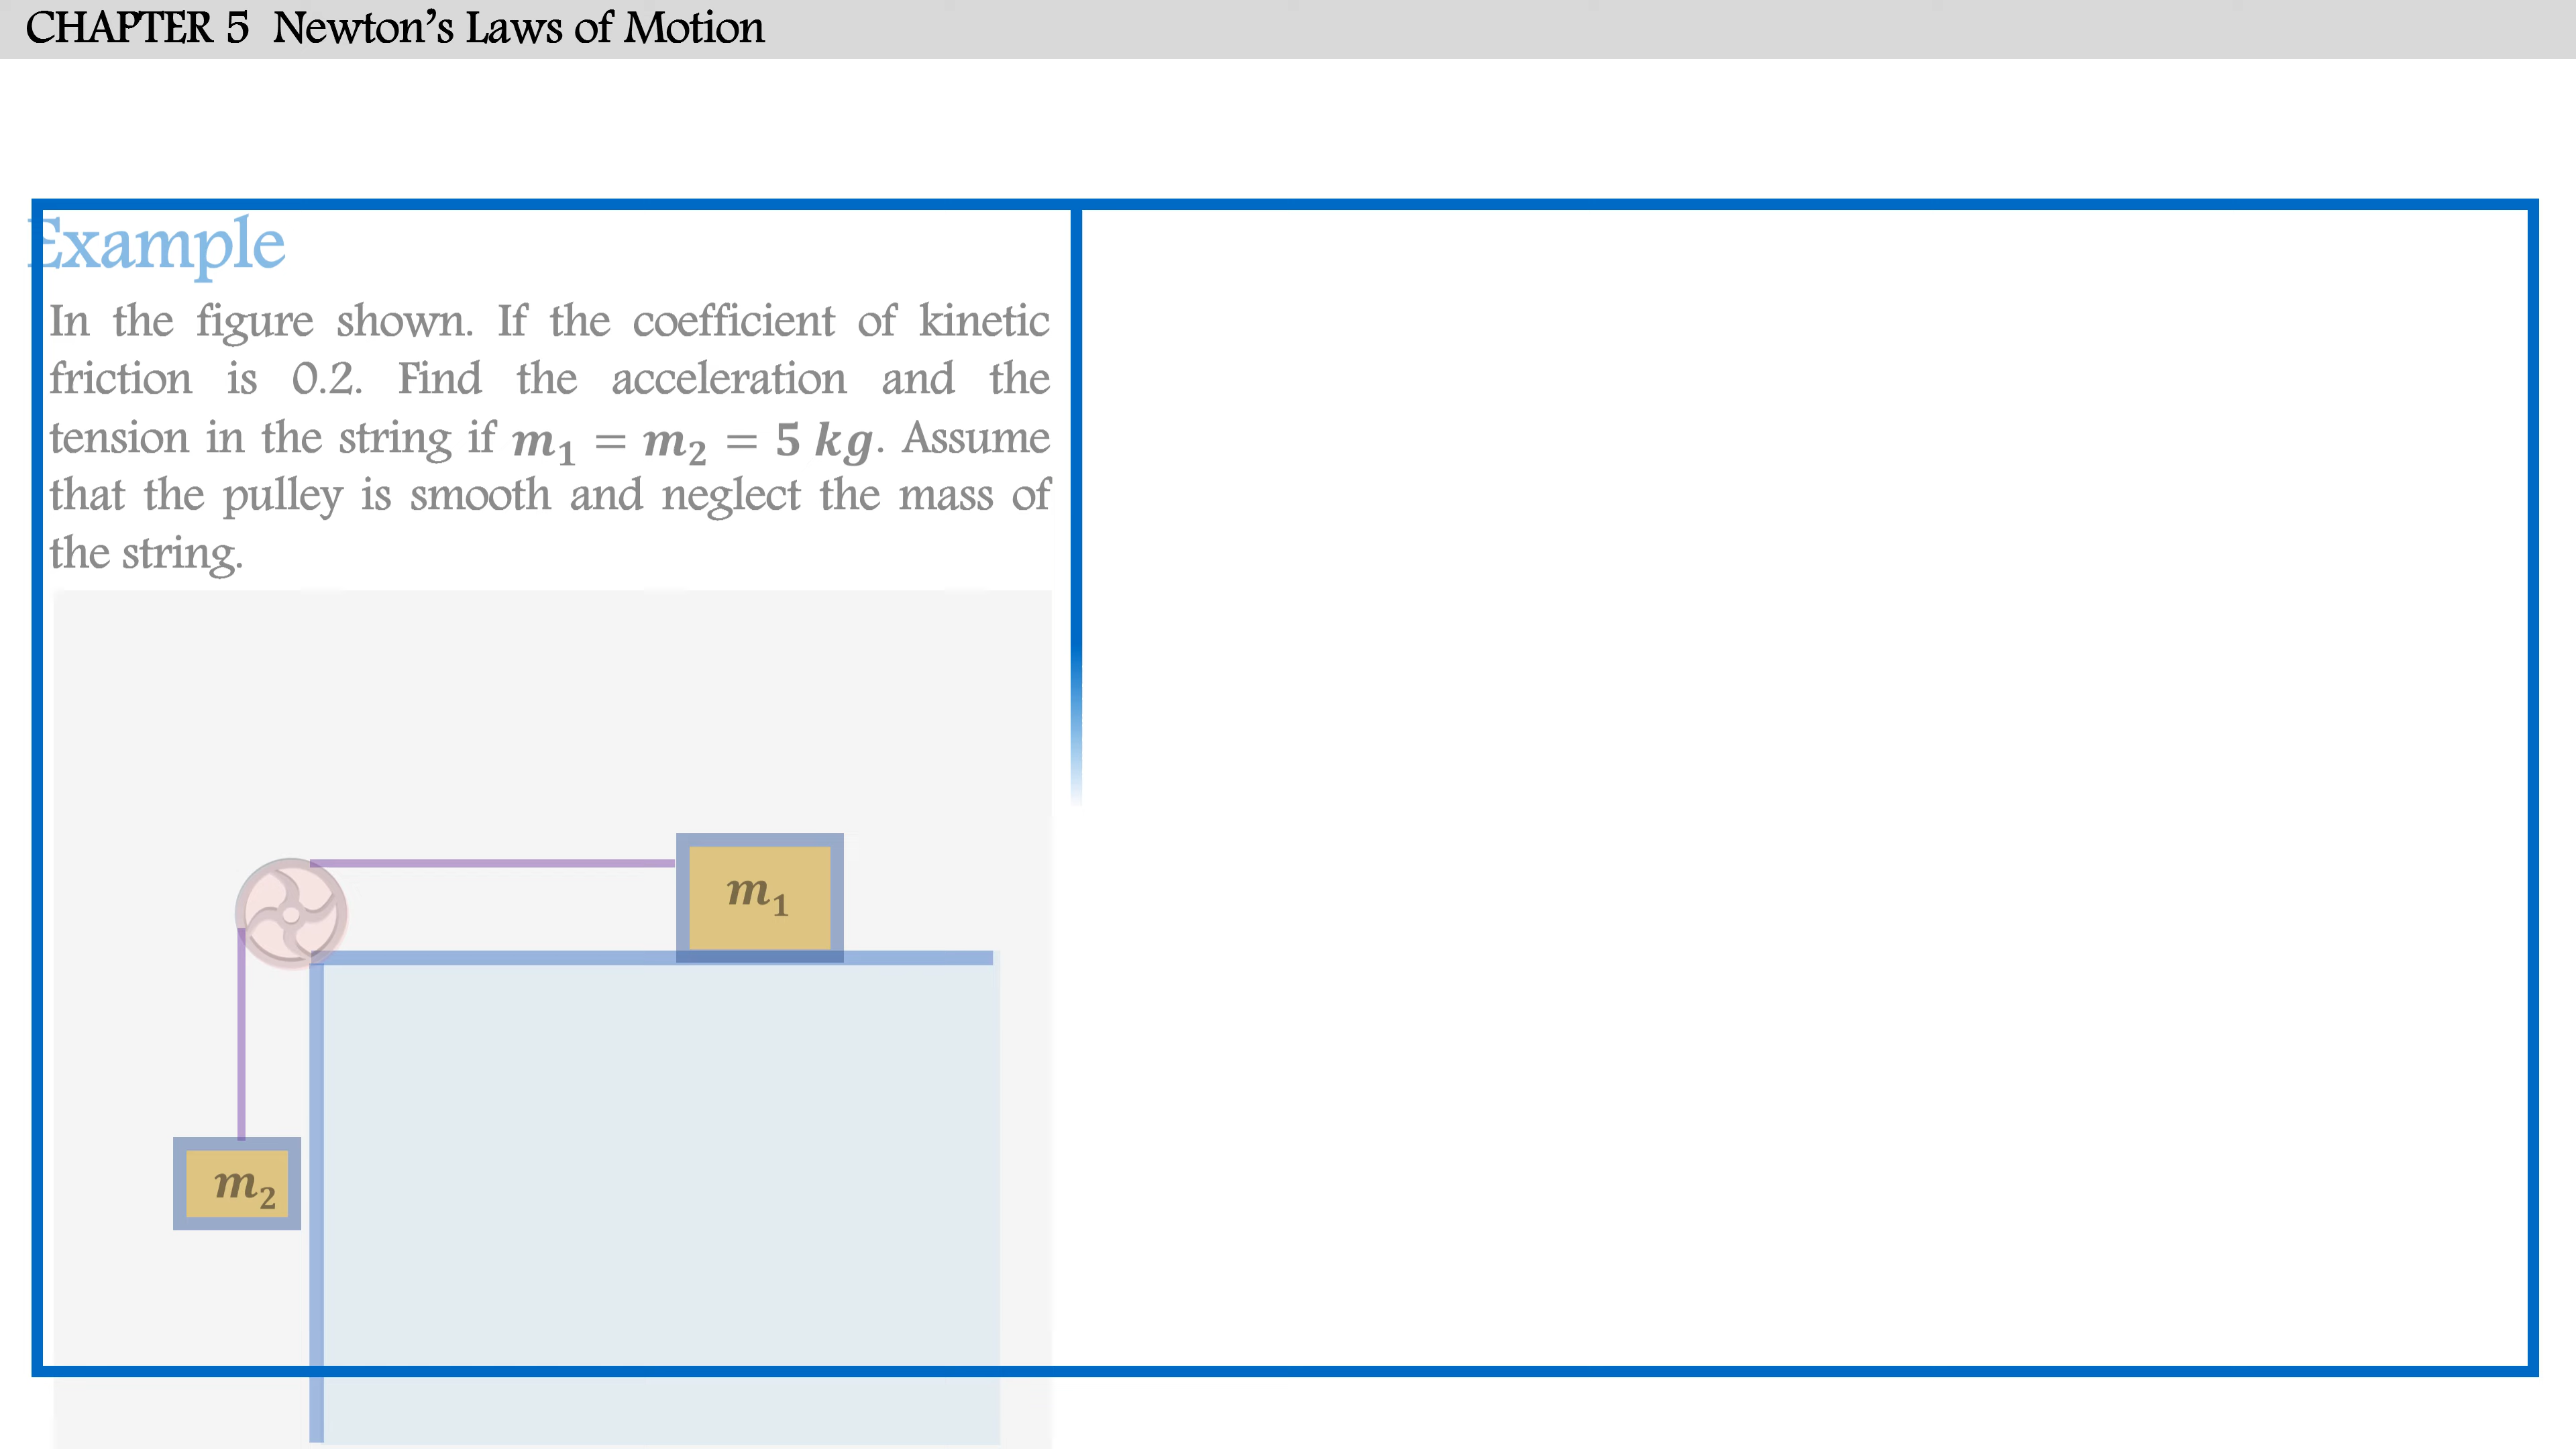 CHAPTER 5 Newton’s Laws of Motion
Example
In the figure shown. If the coefficient of kinetic
friction is 0.2. Find the acceleration and the
tension in the string if m₁ = m₂ = 5 kg. Assume
that the pulley is smooth and neglect the mass of
the string.
m₁
m₂